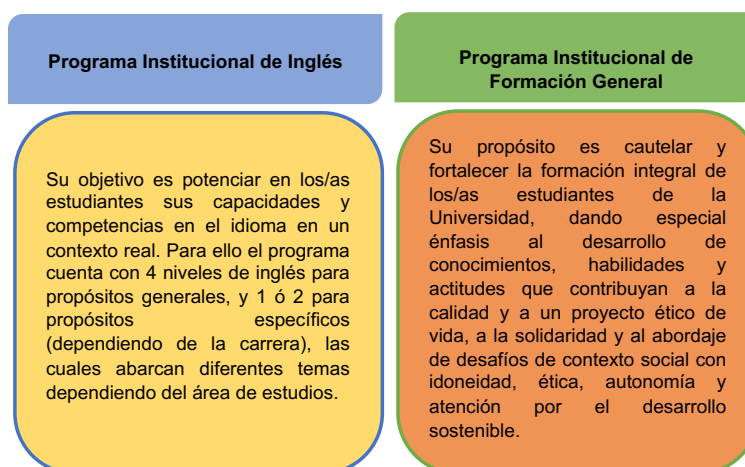 Programa Institucional de Inglés
Su objetivo es potenciar en los/as
estudiantes sus capacidades y
competencias en el idioma en un
contexto real. Para ello el programa
cuenta con 4 niveles de inglés para
propósitos generales, y 1 ó 2 para
propósitos específicos
(dependiendo de la carrera), las
cuales abarcan diferentes temas
dependiendo del área de estudios.
Programa Institucional de
Formación General
Su propósito es cautelar y
fortalecer la formación integral de
los/as estudiantes de la
Universidad, dando especial
énfasis al desarrollo de
conocimientos, habilidades y
actitudes que contribuyan a la
calidad y a un proyecto ético de
vida, a la solidaridad y al abordaje
de desafíos de contexto social con
idoneidad, ética, autonomía y
atención por el desarrollo
sostenible.